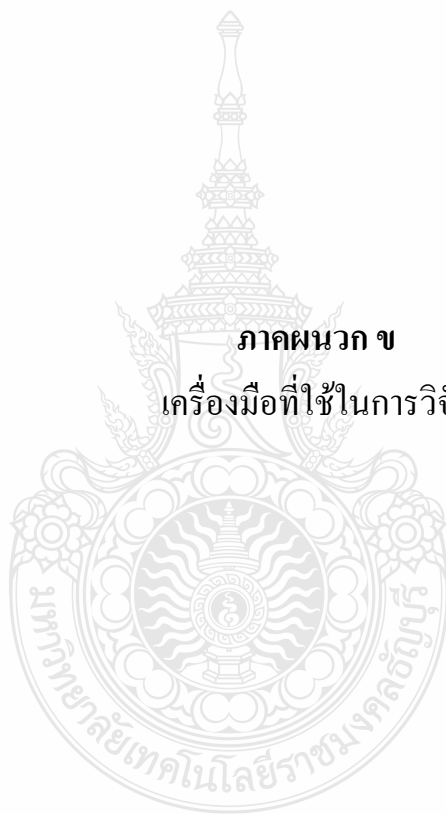 ภาคผนวก ข
เครื่องมือที่ใช้ในการวิจั
มหาวิทยาลัยเทคโนโลยีราชมงคลธัญบุรี